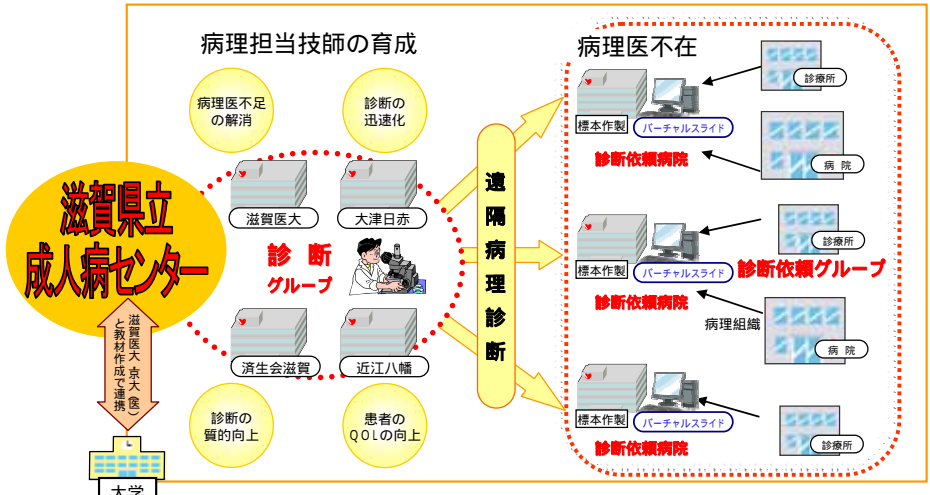 病理担当技師の育成
病理医不足
の解消
診断の
迅速化
滋賀県立
成人病センター
滋賀医大
大津日赤
診 断
グループ
済生会滋賀
近江八幡
診断の
質的向上
患者の
QOLの向上
滋賀医大 京大(医)
と教材作成で連携
大学
遠隔病理診断
病理医不在
標本作製
バーチャルスライド
診断依頼病院
診療所
病 院
標本作製
バーチャルスライド
診断依頼病院
診療所
診断依頼グループ
病理組織
病 院
標本作製
バーチャルスライド
診断依頼病院
診療所